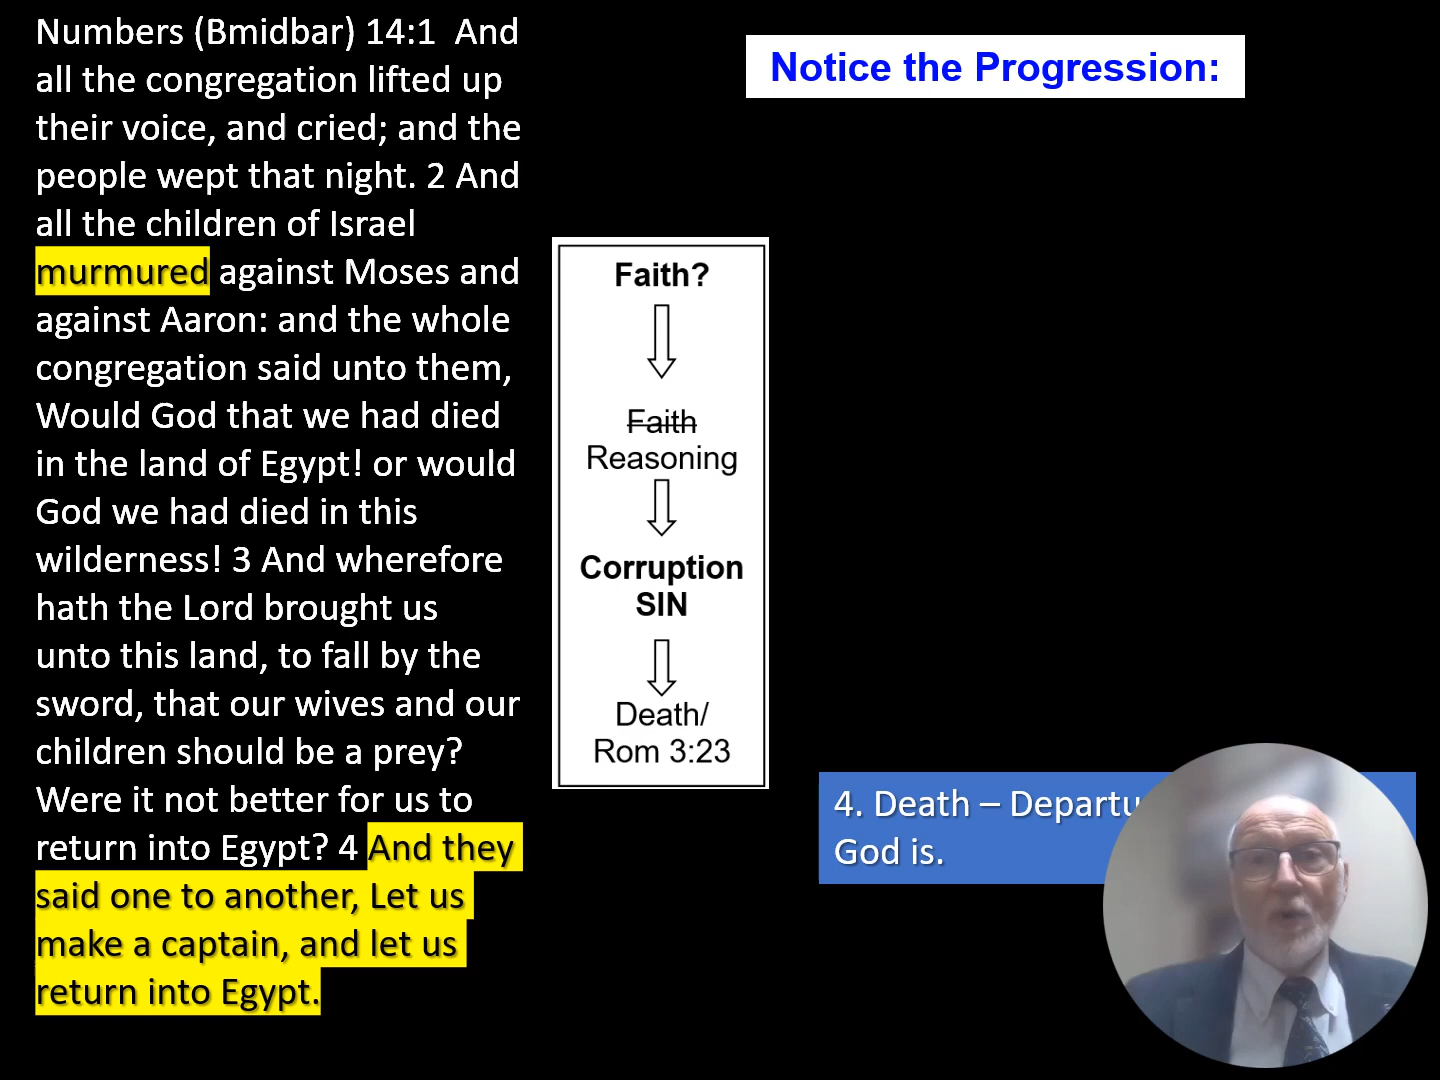 Numbers (Bmidbar) 14:1  And
all the congregation lifted up
their voice, and cried; and the
people wept that night. 2 And
all the children of Israel
murmured against Moses and
against Aaron: and the whole
congregation said unto them,
Would God that we had died
in the land of Egypt! or would
God we had died in this
wilderness! 3 And wherefore
hath the Lord brought us
unto this land, to fall by the
sword, that our wives and our
children should be a prey?
Were it not better for us to
return into Egypt? 4 And they
said one to another, Let us
make a captain, and let us
return into Egypt.
Notice the Progression:
Faith?
Faith
Reasoning
Corruption
SIN
Death/
Rom 3:23
4. Death –
God is.